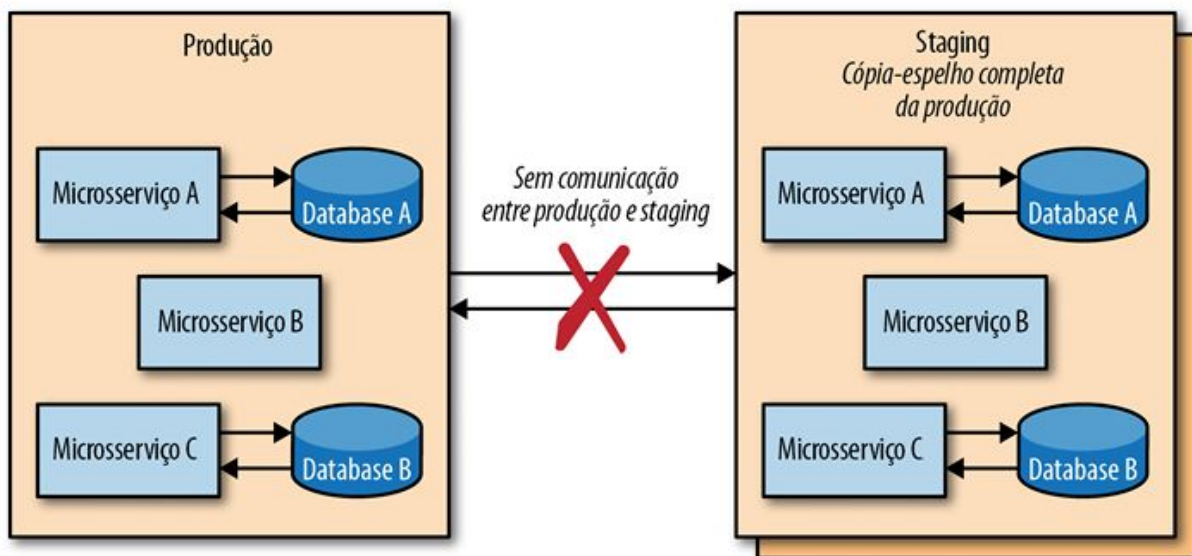 Produção
Microsserviço A
Database A
Microsserviço B
Microsserviço C
Database B
Sem comunicação
entre produção e staging
Staging
Cópia-espelho completa
da produção
Microsserviço A
Database A
Microsserviço B
Microsserviço C
Database B